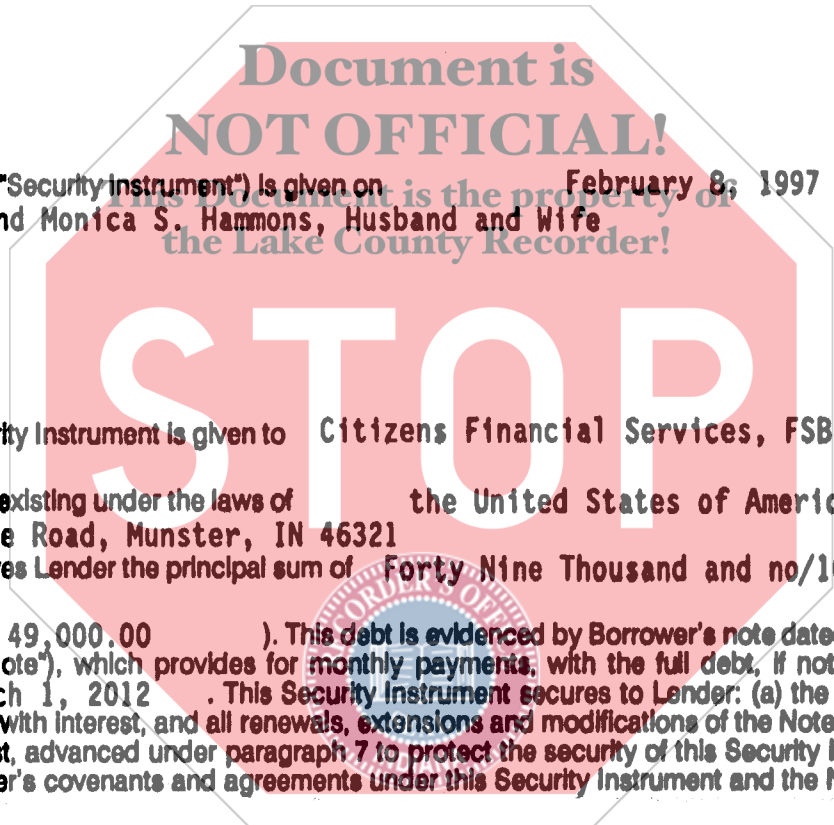 Document is
NOT OFFICIAL!
"Security Instrument") is given on February 8, 1997
This Document is the property of
nd Monica S. Hammons, Husband and Wife
the Lake County Recorder!
STOP
rity Instrument is given to Citizens Financial Services, FSB
existing under the laws of the United States of Americ
e Road, Munster, IN 46321
es Lender the principal sum of Forty Nine Thousand and no/1
RECORDER'S OFFI
49,000.00 ). This debt is evidenced by Borrower's note date
ote"), which provides for monthly payments, with the full debt, if not
ch 1, 2012 . This Security Instrument secures to Lender: (a) the
with interest, and all renewals, extensions and modifications of the Note
st, advanced under paragraph 7 to protect the security of this Security I
er's covenants and agreements under this Security Instrument and the N
INDIANA